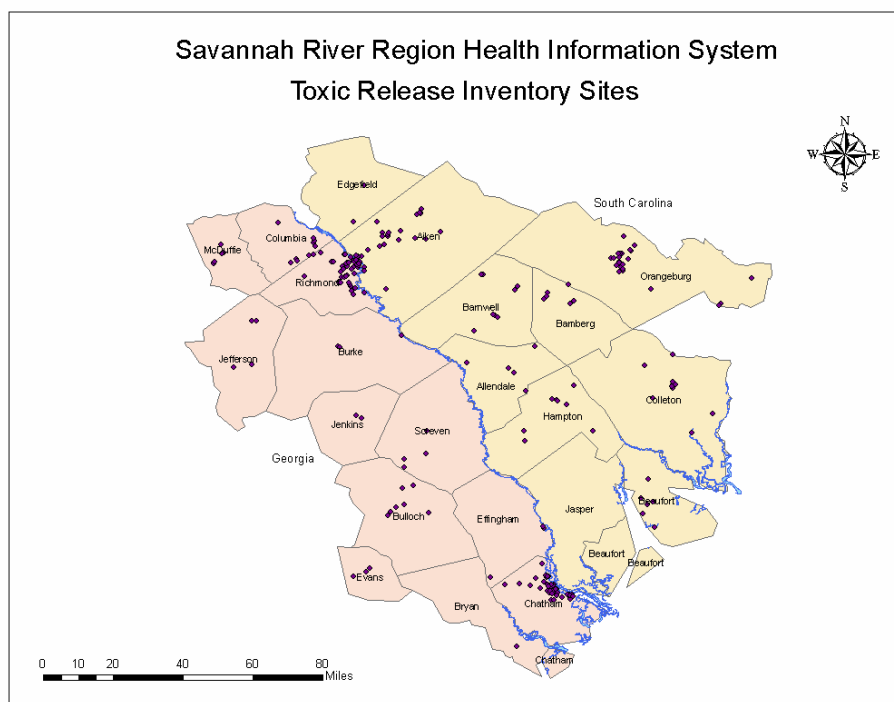 Savannah River Region Health Information System
Toxic Release Inventory Sites
N
W E
S
Edgefield
South Carolina
McDuffie
Columbia
Aiken
Richmond
Orangeburg
Barnwell
Bamberg
Jefferson
Burke
Allendale
Colleton
Hampton
Jenkins
Screven
Georgia
Beaufort
Jasper
Bulloch
Effingham
Beaufort
Beaufort
Evans
Bryan
Chatham
Chatham
0 10 20 40 60 80
Miles